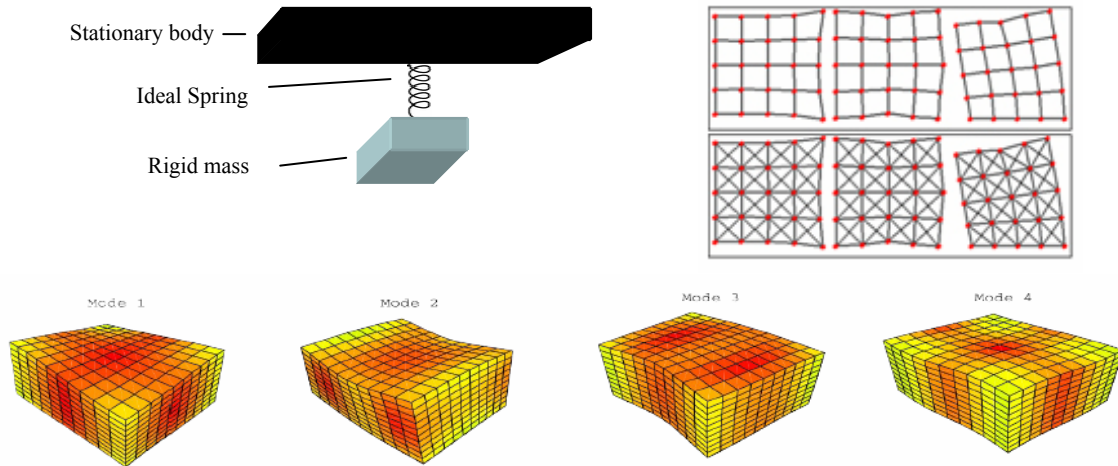 Stationary body
Ideal Spring
Rigid mass
Mode 1
Mode 2
Mode 3
Mode 4